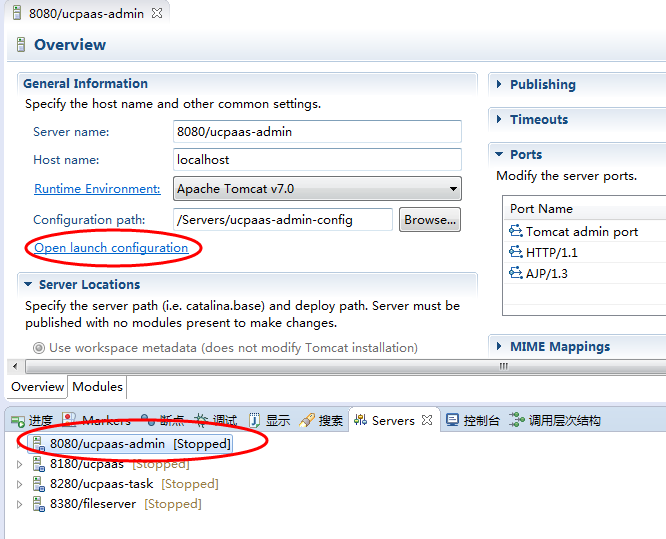 8080/ucpaas-admin
Overview
General Information
Specify the host name and other common settings.
Server name:
8080/ucpaas-admin
Host name:
localhost
Runtime Environment:
Apache Tomcat v7.0
Configuration path:
/Servers/ucpaas-admin-config
Browse...
Open launch configuration
Server Locations
Specify the server path (i.e. catalina.base) and deploy path. Server must be
published with no modules present to make changes.
Use workspace metadata (does not modify Tomcat installation)
Publishing
Timeouts
Ports
Modify the server ports.
Port Name
Tomcat admin port
HTTP/1.1
AJP/1.3
MIME Mappings
Overview Modules
进度 Markers 断点 调试 显示 搜索 Servers 控制台 调用层次结构
8080/ucpaas-admin [Stopped]
8180/ucpaas [Stopped]
8280/ucpaas-task [Stopped]
8380/fileserver [Stopped]